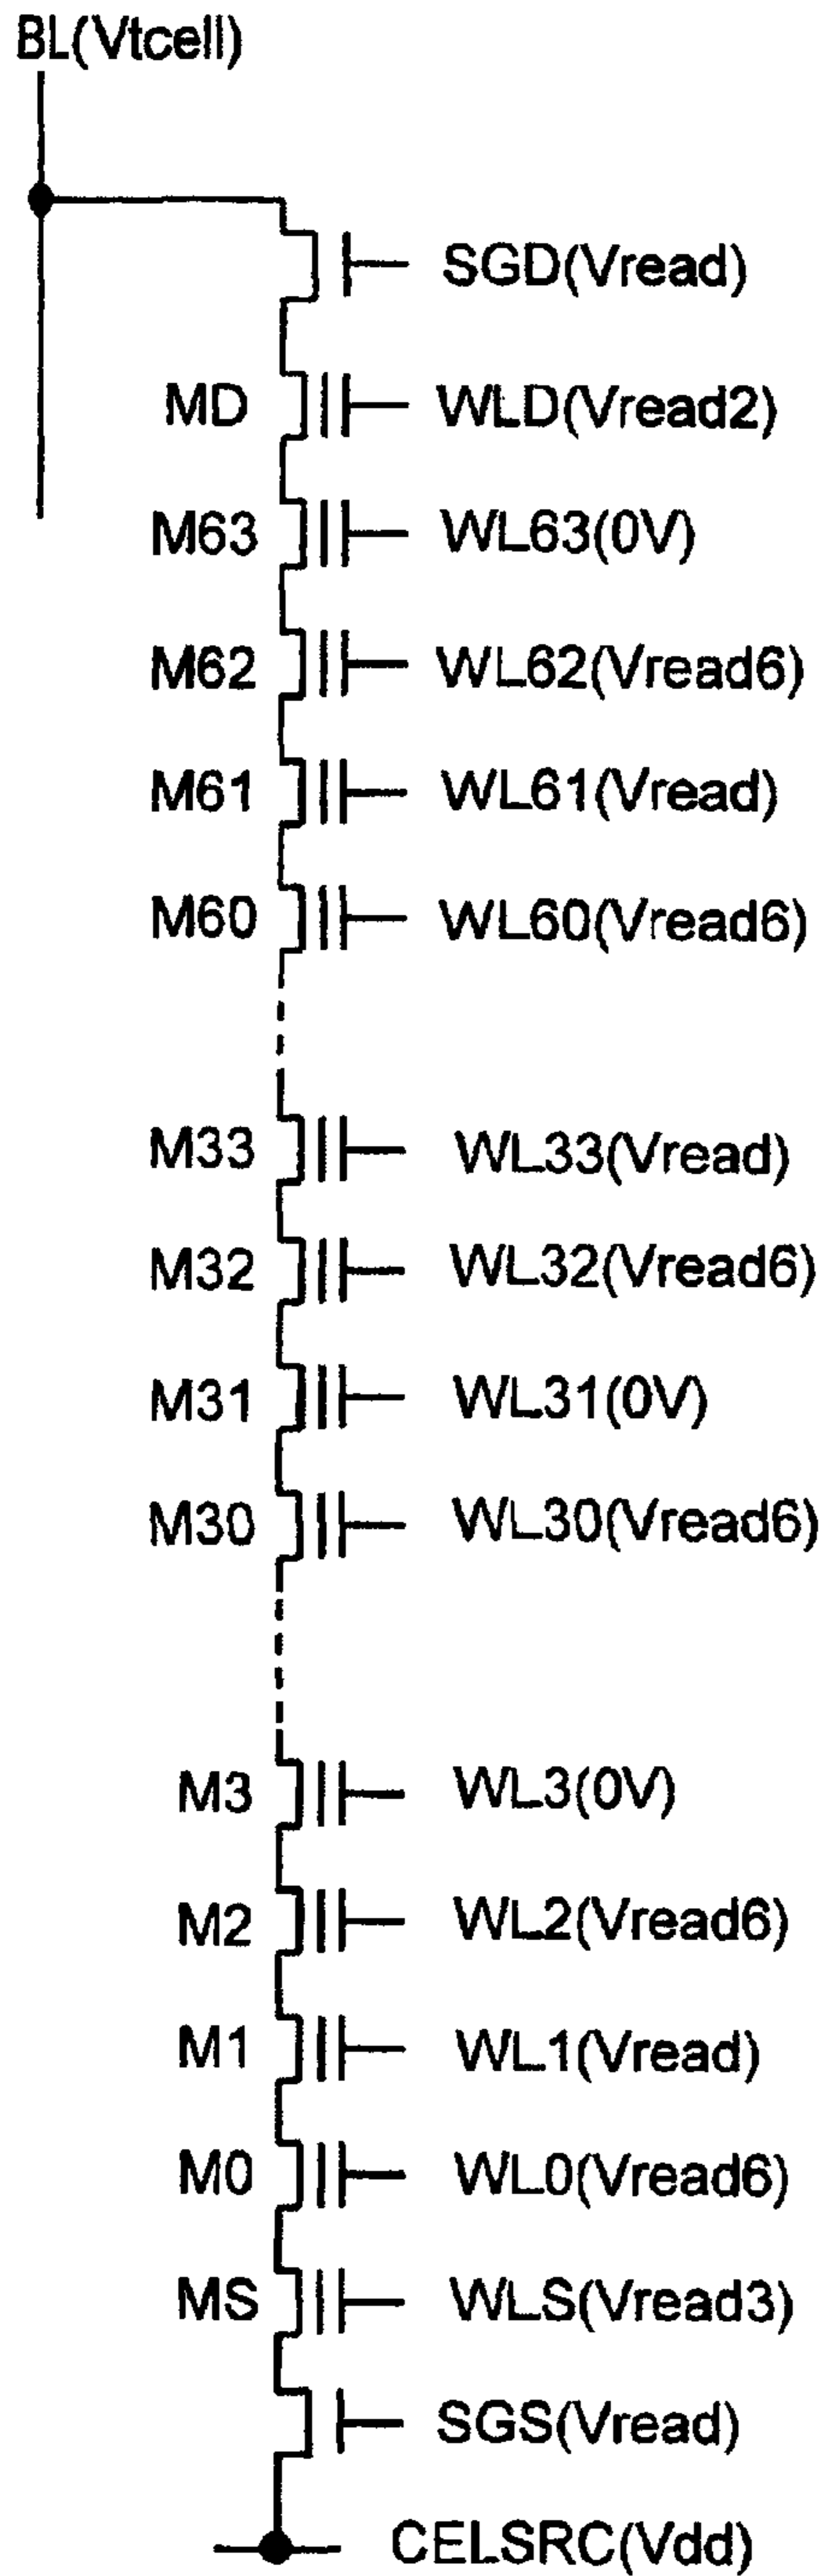 BL(Vtcell)
SGD(Vread)
MD WLD(Vread2)
M63 WL63(0V)
M62 WL62(Vread6)
M61 WL61(Vread)
M60 WL60(Vread6)
M33 WL33(Vread)
M32 WL32(Vread6)
M31 WL31(0V)
M30 WL30(Vread6)
M3 WL3(0V)
M2 WL2(Vread6)
M1 WL1(Vread)
M0 WL0(Vread6)
MS WLS(Vread3)
SGS(Vread)
CELSRC(Vdd)